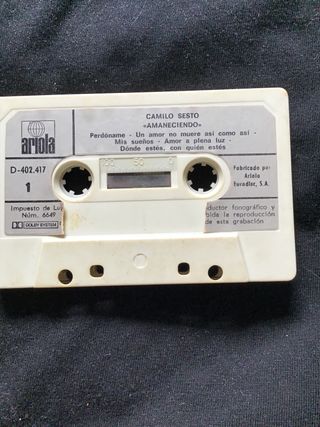 CAMILO SESTO
«AMANECIENDO»
Perdóname - Un amor no muere así como así -
Mis sueños - Amor a plena luz -
Dónde estés, con quién estés
ariola
D-402.417
1
Fabricado por
Ariola
Eurodisc, S.A.
Impuesto de Lu
Núm. 6649
DOLBY SYSTEM
ductor fonográfico y
bida la reproducción
de esta grabación